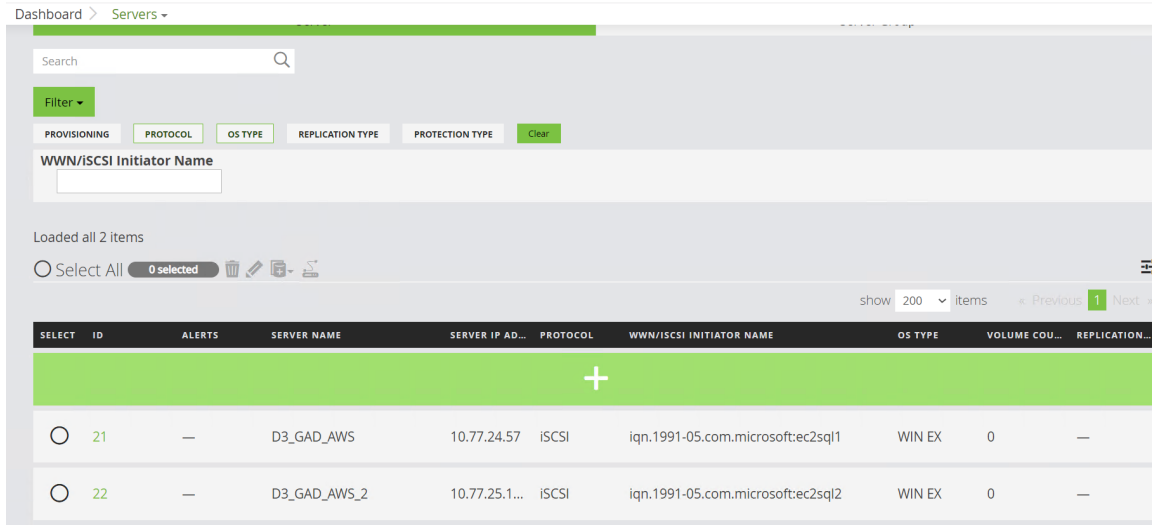 Dashboard > Servers
Server Server Group
Search
Filter
PROVISIONING PROTOCOL OS TYPE REPLICATION TYPE PROTECTION TYPE Clear
WWN/iSCSI Initiator Name
Loaded all 2 items
Select All 0 selected
show 200 items « Previous 1 Next »
SELECT ID ALERTS SERVER NAME SERVER IP AD... PROTOCOL WWN/ISCSI INITIATOR NAME OS TYPE VOLUME COU... REPLICATION...
+
21 — D3_GAD_AWS 10.77.24.57 iSCSI iqn.1991-05.com.microsoft:ec2sql1 WIN EX 0 —
22 — D3_GAD_AWS_2 10.77.25.1... iSCSI iqn.1991-05.com.microsoft:ec2sql2 WIN EX 0 —